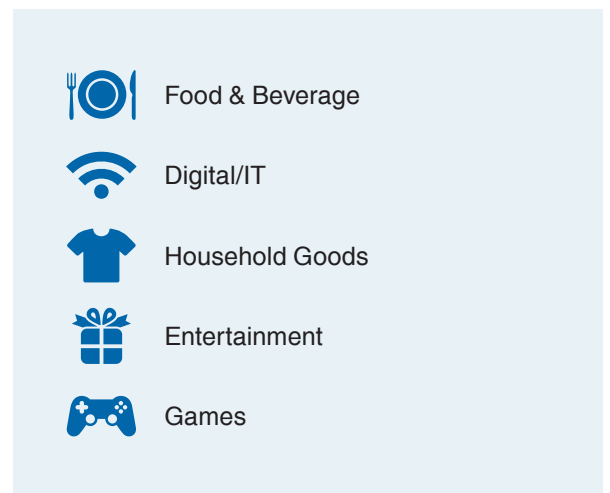 Food & Beverage
Digital/IT
Household Goods
Entertainment
Games